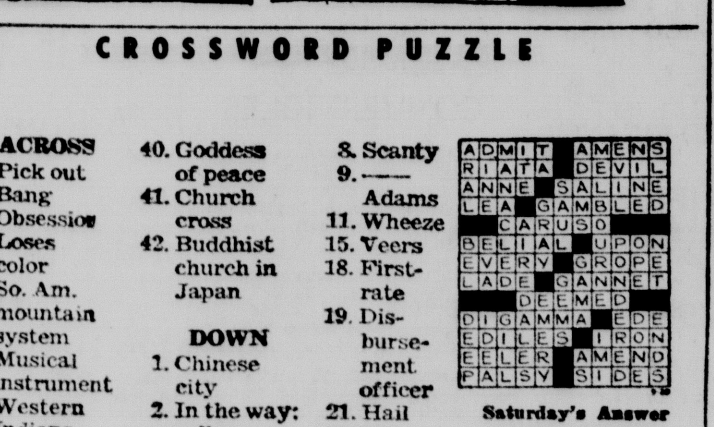 CROSSWORD PUZZLE
ACROSS
Pick out
Bang
Obsession
Loses
color
So. Am.
mountain
system
Musical
instrument
Western
40. Goddess
of peace
41. Church
cross
42. Buddhist
church in
Japan
DOWN
1. Chinese
city
2. In the way:
8. Scanty
9. ——
Adams
11. Wheeze
15. Veers
18. First-
rate
19. Dis-
burse-
ment
officer
21. Hail
ADMIT AMENS
RIATA DEVIL
ANNE SALINE
LEA GAMBLED
CARUSO
BELIAL UPON
EVERY GROPE
LADE GANNET
DEEMED
DIGAMMA EDE
EDILES IRON
EELER AMEND
PALSY SIDES
Saturday's Answer